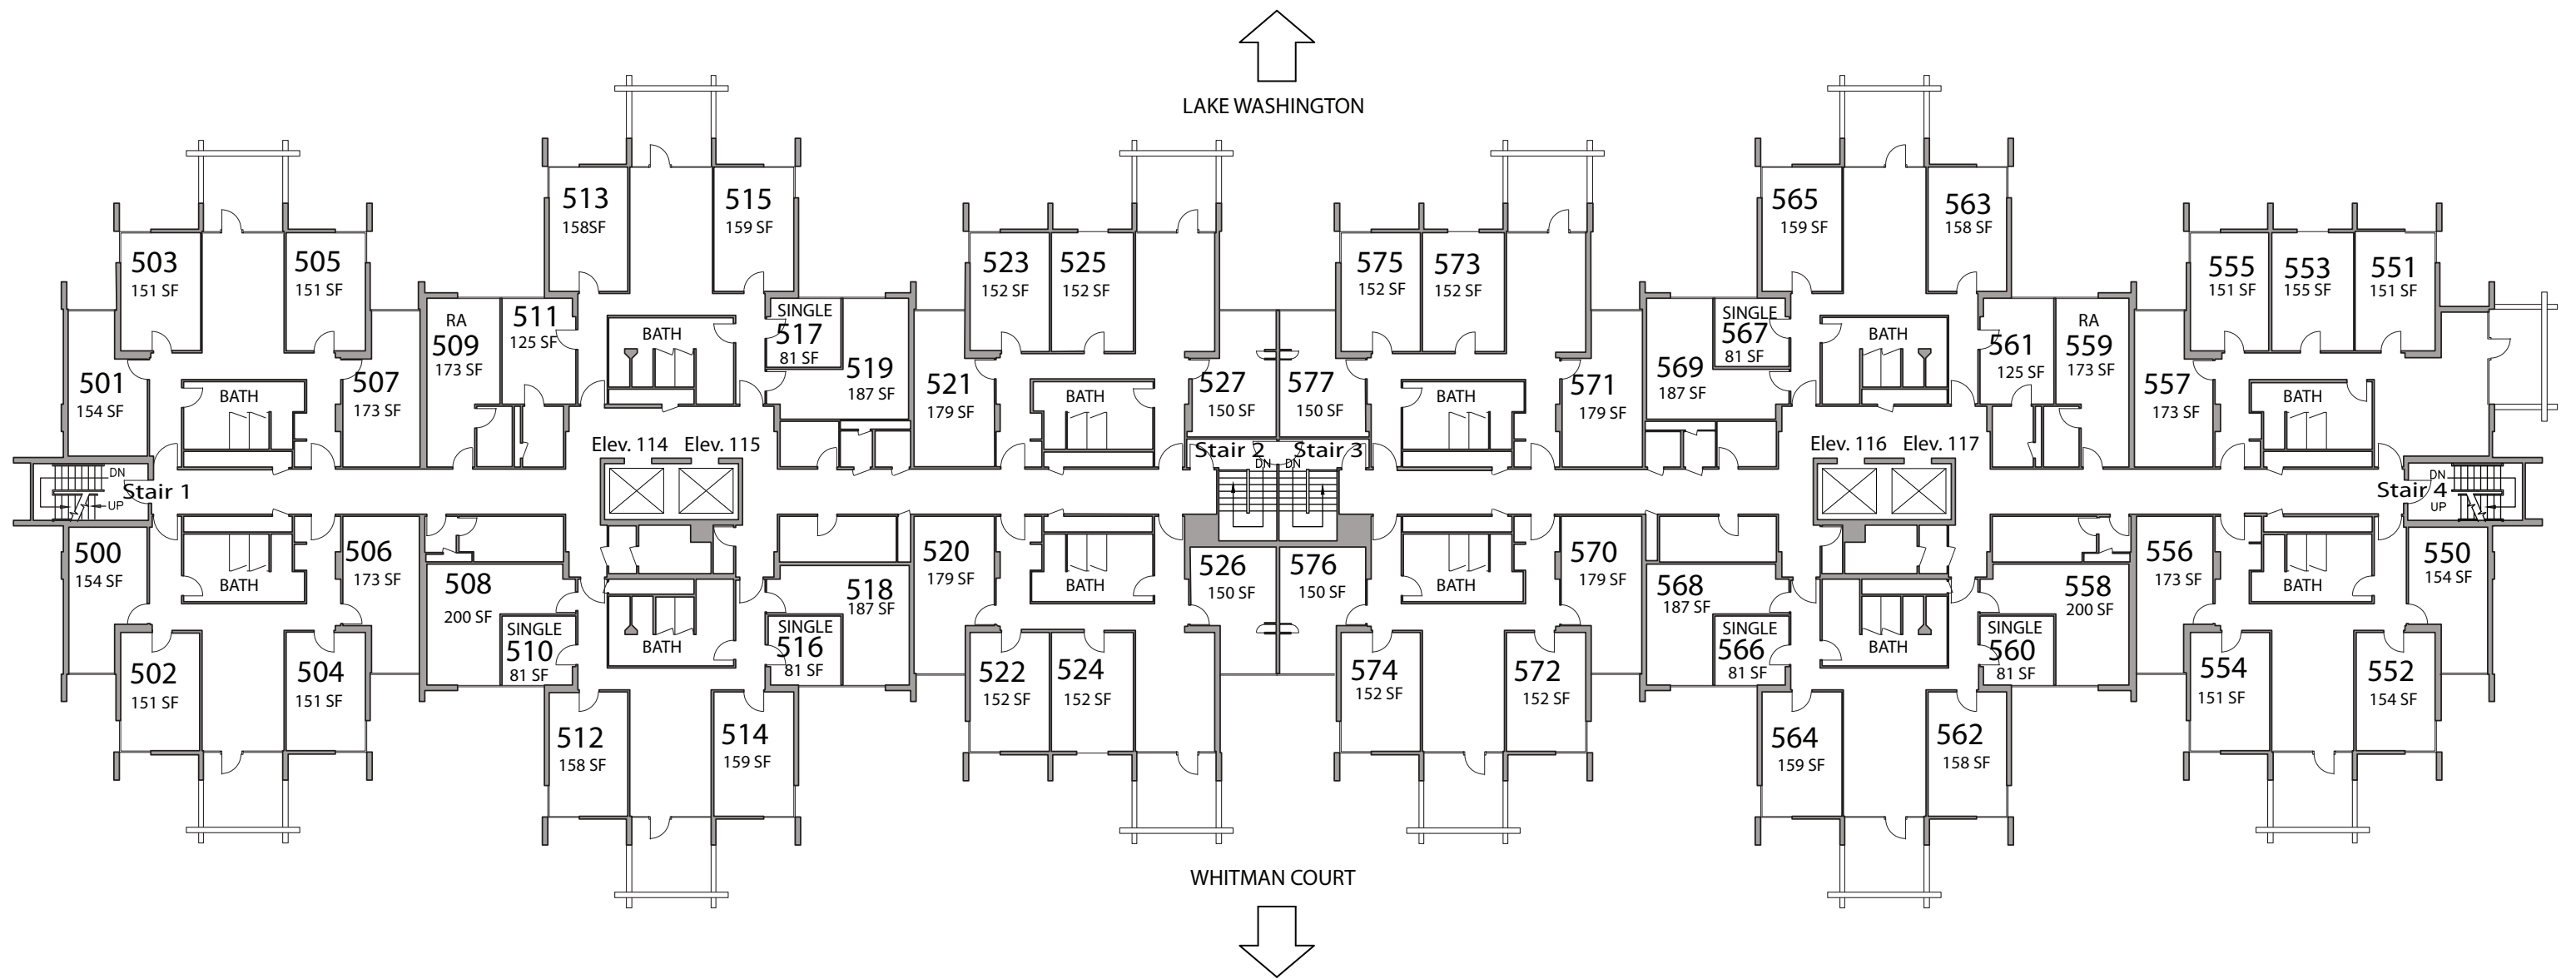 LAKE WASHINGTON
503
151 SF
505
151 SF
501
154 SF
507
173 SF
BATH
RA
509
173 SF
511
125 SF
513
158SF
515
159 SF
BATH
SINGLE
517
81 SF
519
187 SF
521
179 SF
523
152 SF
525
152 SF
BATH
527
150 SF
577
150 SF
575
152 SF
573
152 SF
BATH
571
179 SF
569
187 SF
SINGLE
567
81 SF
565
159 SF
563
158 SF
BATH
561
125 SF
RA
559
173 SF
557
173 SF
555
151 SF
553
155 SF
551
151 SF
BATH
Elev. 114
Elev. 115
Stair 2
DN
DN
Stair 3
Elev. 116
Elev. 117
DN
Stair 1
UP
DN
Stair 4
UP
500
154 SF
BATH
506
173 SF
502
151 SF
504
151 SF
508
200 SF
SINGLE
510
81 SF
BATH
512
158 SF
514
159 SF
SINGLE
516
81 SF
518
187 SF
520
179 SF
BATH
522
152 SF
524
152 SF
526
150 SF
576
150 SF
BATH
574
152 SF
572
152 SF
570
179 SF
568
187 SF
SINGLE
566
81 SF
BATH
564
159 SF
562
158 SF
SINGLE
560
81 SF
558
200 SF
556
173 SF
BATH
554
151 SF
552
154 SF
550
154 SF
WHITMAN COURT